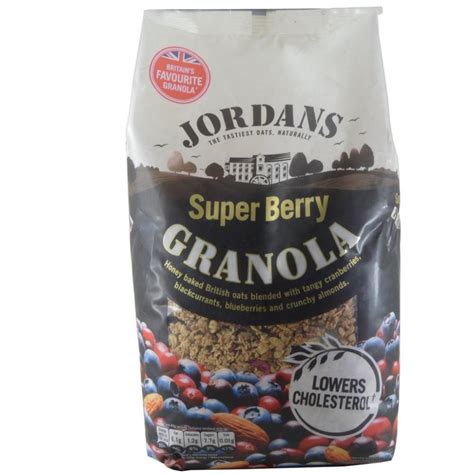 BRITAIN'S
FAVOURITE
GRANOLA*
JORDANS
THE TASTIEST OATS, NATURALLY
Super Berry
GRANOLA
Honey baked British oats blended with tangy cranberries,
blackcurrants, blueberries and crunchy almonds.
LOWERS
CHOLESTEROL‡